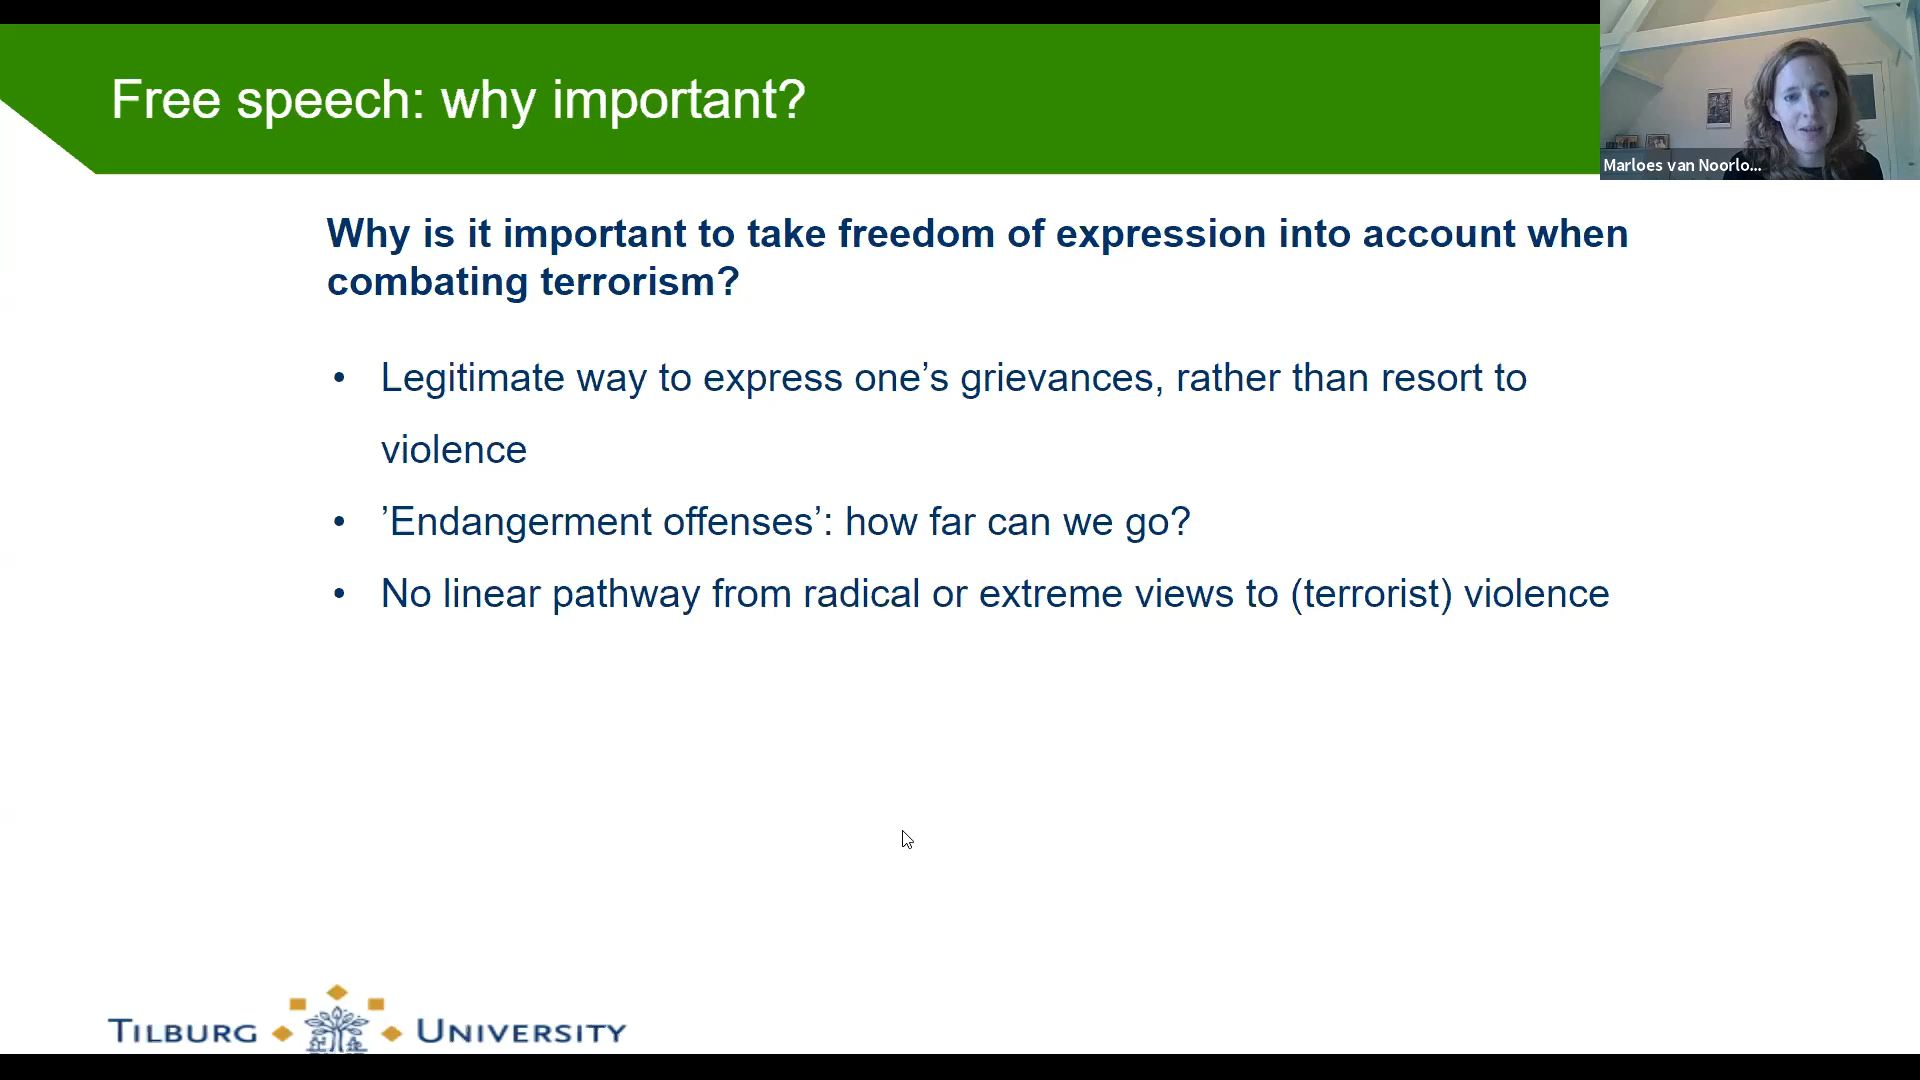 Free speech: why important?
Marloes van Noorlo...
Why is it important to take freedom of expression into account when
combating terrorism?
• Legitimate way to express one’s grievances, rather than resort to
violence
• ’Endangerment offenses’: how far can we go?
• No linear pathway from radical or extreme views to (terrorist) violence
TILBURG UNIVERSITY